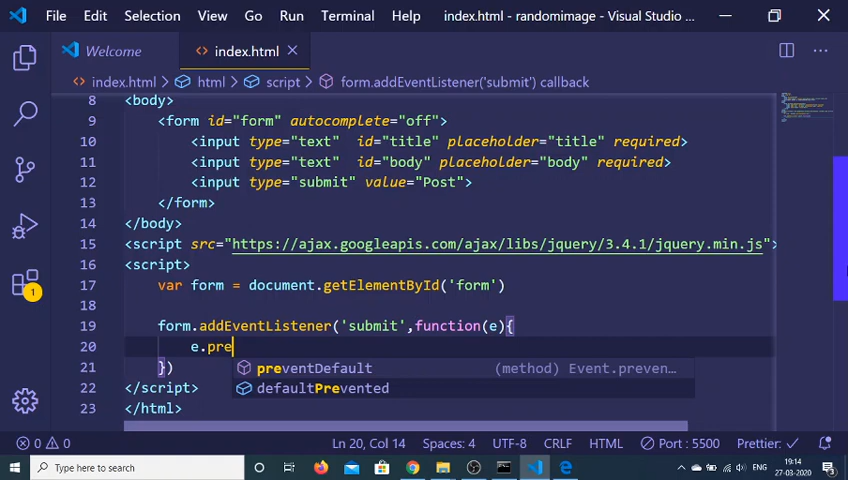 File Edit Selection View Go Run Terminal Help index.html - randomimage - Visual Studio ...
Welcome <> index.html ×
<> index.html > html > script > form.addEventListener('submit') callback
8 <body>
9 <form id="form" autocomplete="off">
10 <input type="text" id="title" placeholder="title" required>
11 <input type="text" id="body" placeholder="body" required>
12 <input type="submit" value="Post">
13 </form>
14 </body>
15 <script src="https://ajax.googleapis.com/ajax/libs/jquery/3.4.1/jquery.min.js">
16 <script>
17 var form = document.getElementById('form')
18
19 form.addEventListener('submit',function(e){
20 e.pre
preventDefault (method) Event.preven...
21 })
defaultPrevented
22 </script>
23 </html>
1
0 0 Ln 20, Col 14 Spaces: 4 UTF-8 CRLF HTML Port : 5500 Prettier: ✓
Type here to search ENG 19:14 27-03-2020 3